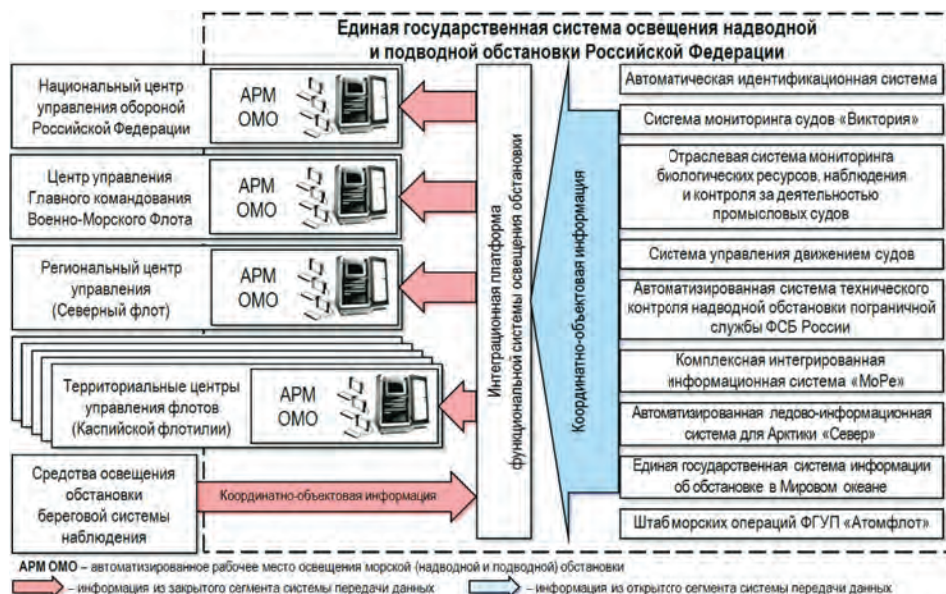 Единая государственная система освещения надводной
и подводной обстановки Российской Федерации
Национальный центр
управления обороной
Российской Федерации
АРМ
ОМО
Центр управления
Главного командования
Военно-Морского Флота
АРМ
ОМО
Региональный центр
управления
(Северный флот)
АРМ
ОМО
Территориальные центры
управления флотов
(Каспийской флотилии)
АРМ
ОМО
Средства освещения
обстановки
береговой системы
наблюдения
Координатно-объектовая информация
Интеграционная платформа
функциональной системы освещения обстановки
Координатно-объектовая информация
Автоматическая идентификационная система
Система мониторинга судов «Виктория»
Отраслевая система мониторинга
биологических ресурсов, наблюдения
и контроля за деятельностью
промысловых судов
Система управления движением судов
Автоматизированная система технического
контроля надводной обстановки пограничной
службы ФСБ России
Комплексная интегрированная
информационная система «МоРе»
Автоматизированная ледово-информационная
система для Арктики «Север»
Единая государственная система информации
об обстановке в Мировом океане
Штаб морских операций ФГУП «Атомфлот»
АРМ ОМО – автоматизированное рабочее место освещения морской (надводной и подводной) обстановки
– информация из закрытого сегмента системы передачи данных
– информация из открытого сегмента системы передачи данных